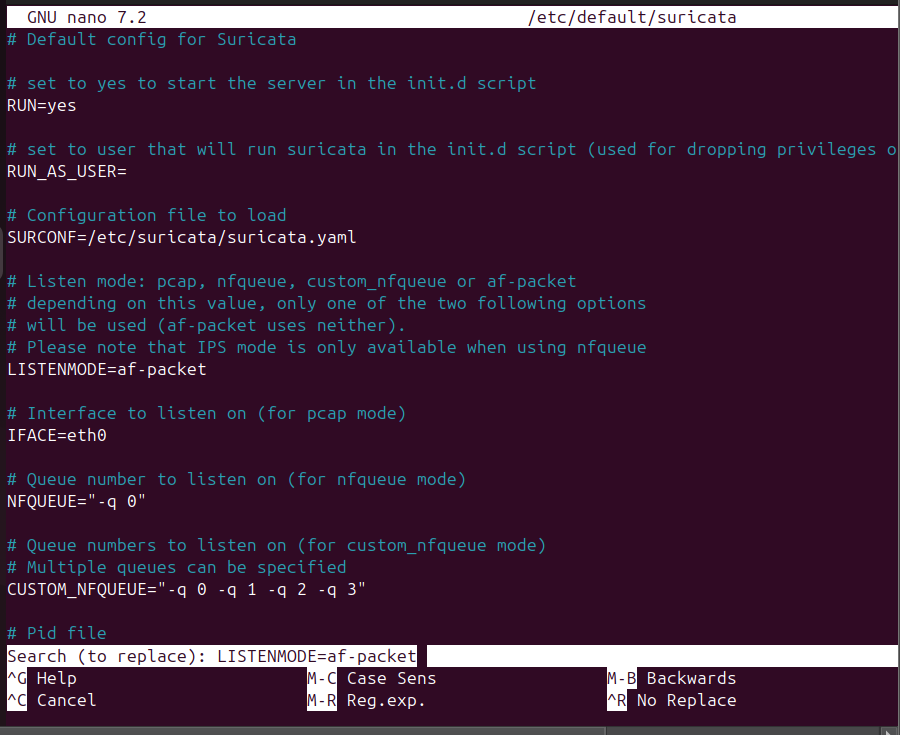 GNU nano 7.2 /etc/default/suricata
# Default config for Suricata
# set to yes to start the server in the init.d script
RUN=yes
# set to user that will run suricata in the init.d script (used for dropping privileges o
RUN_AS_USER=
# Configuration file to load
SURCONF=/etc/suricata/suricata.yaml
# Listen mode: pcap, nfqueue, custom_nfqueue or af-packet
# depending on this value, only one of the two following options
# will be used (af-packet uses neither).
# Please note that IPS mode is only available when using nfqueue
LISTENMODE=af-packet
# Interface to listen on (for pcap mode)
IFACE=eth0
# Queue number to listen on (for nfqueue mode)
NFQUEUE="-q 0"
# Queue numbers to listen on (for custom_nfqueue mode)
# Multiple queues can be specified
CUSTOM_NFQUEUE="-q 0 -q 1 -q 2 -q 3"
# Pid file
Search (to replace): LISTENMODE=af-packet
^G Help M-C Case Sens M-B Backwards
^C Cancel M-R Reg.exp. ^R No Replace